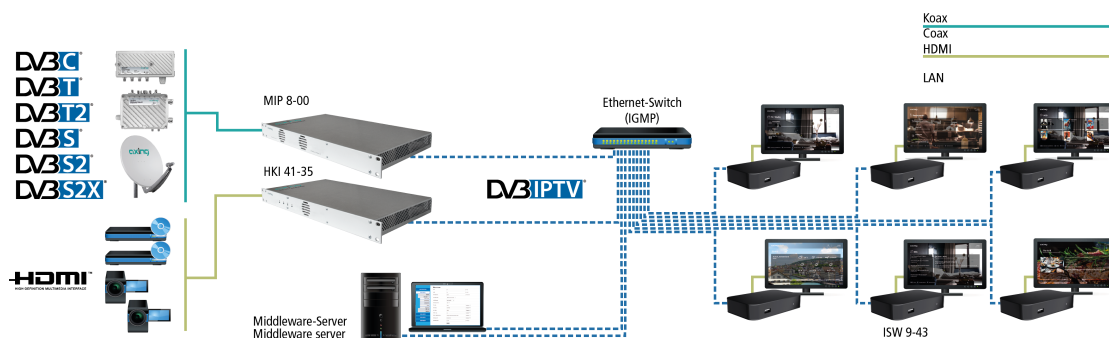 Koax
Coax
HDMI
LAN
DVB C
DVB T
DVB T2
DVB S
DVB S2
DVB S2X
axing
MIP 8-00
HKI 41-35
Ethernet-Switch
(IGMP)
DVB IPTV
HDMI™
HIGH-DEFINITION MULTIMEDIA INTERFACE
Middleware-Server
Middleware server
ISW 9-43